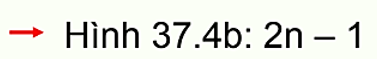 → Hình 37.4b: 2n – 1